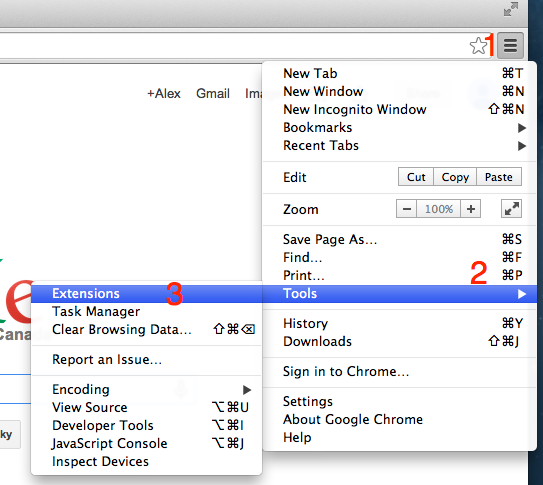 1
+Alex Gmail Ima
New Tab ⌘T
New Window ⌘N
New Incognito Window ⇧⌘N
Bookmarks ▶
Recent Tabs ▶
Edit Cut Copy Paste
Zoom − 100% +
Save Page As... ⌘S
Find... ⌘F
Print... ⌘P
2
Tools ▶
History ⌘Y
Downloads ⇧⌘J
Sign in to Chrome...
Settings
About Google Chrome
Help
3
Extensions
Task Manager
Clear Browsing Data... ⇧⌘⌫
Report an Issue...
Encoding ▶
View Source ⌥⌘U
Developer Tools ⌥⌘I
JavaScript Console ⌥⌘J
Inspect Devices
Canada
ky